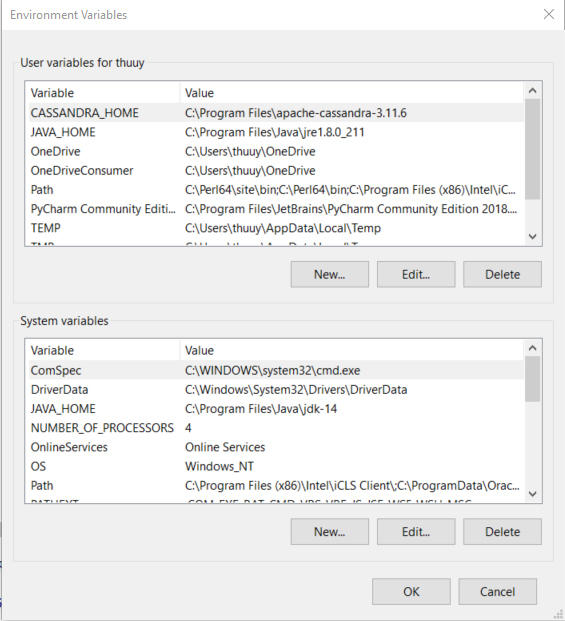 Environment Variables
User variables for thuuy
Variable Value
CASSANDRA_HOME C:\Program Files\apache-cassandra-3.11.6
JAVA_HOME C:\Program Files\Java\jre1.8.0_211
OneDrive C:\Users\thuuy\OneDrive
OneDriveConsumer C:\Users\thuuy\OneDrive
Path C:\Perl64\site\bin;C:\Perl64\bin;C:\Program Files (x86)\Intel\iC...
PyCharm Community Editi... C:\Program Files\JetBrains\PyCharm Community Edition 2018....
TEMP C:\Users\thuuy\AppData\Local\Temp
New... Edit... Delete
System variables
Variable Value
ComSpec C:\WINDOWS\system32\cmd.exe
DriverData C:\Windows\System32\Drivers\DriverData
JAVA_HOME C:\Program Files\Java\jdk-14
NUMBER_OF_PROCESSORS 4
OnlineServices Online Services
OS Windows_NT
Path C:\Program Files (x86)\Intel\iCLS Client\;C:\ProgramData\Orac...
New... Edit... Delete
OK Cancel